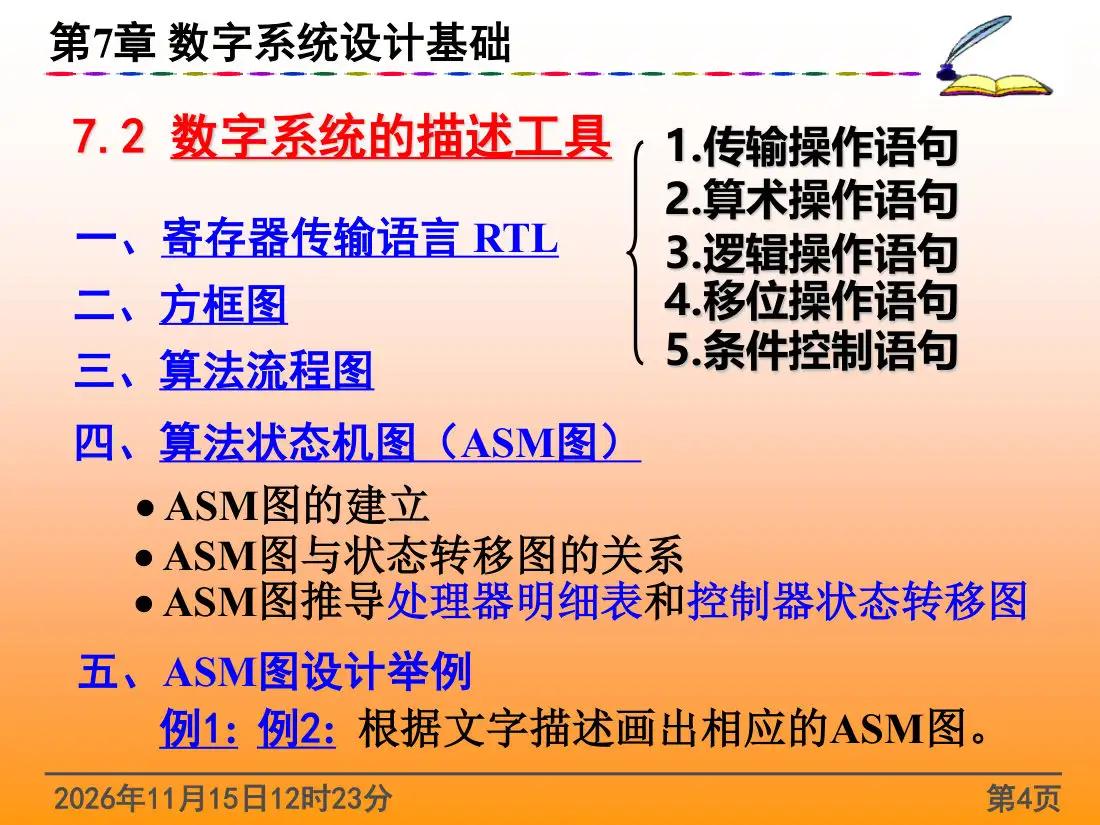 第7章 数字系统设计基础
7.2 数字系统的描述工具
一、寄存器传输语言 RTL
二、方框图
三、算法流程图
1.传输操作语句
2.算术操作语句
3.逻辑操作语句
4.移位操作语句
5.条件控制语句
四、算法状态机图（ASM图）
●ASM图的建立
●ASM图与状态转移图的关系
●ASM图推导处理器明细表和控制器状态转移图
五、ASM图设计举例
例1: 例2: 根据文字描述画出相应的ASM图。
2026年11月15日12时23分
第4页